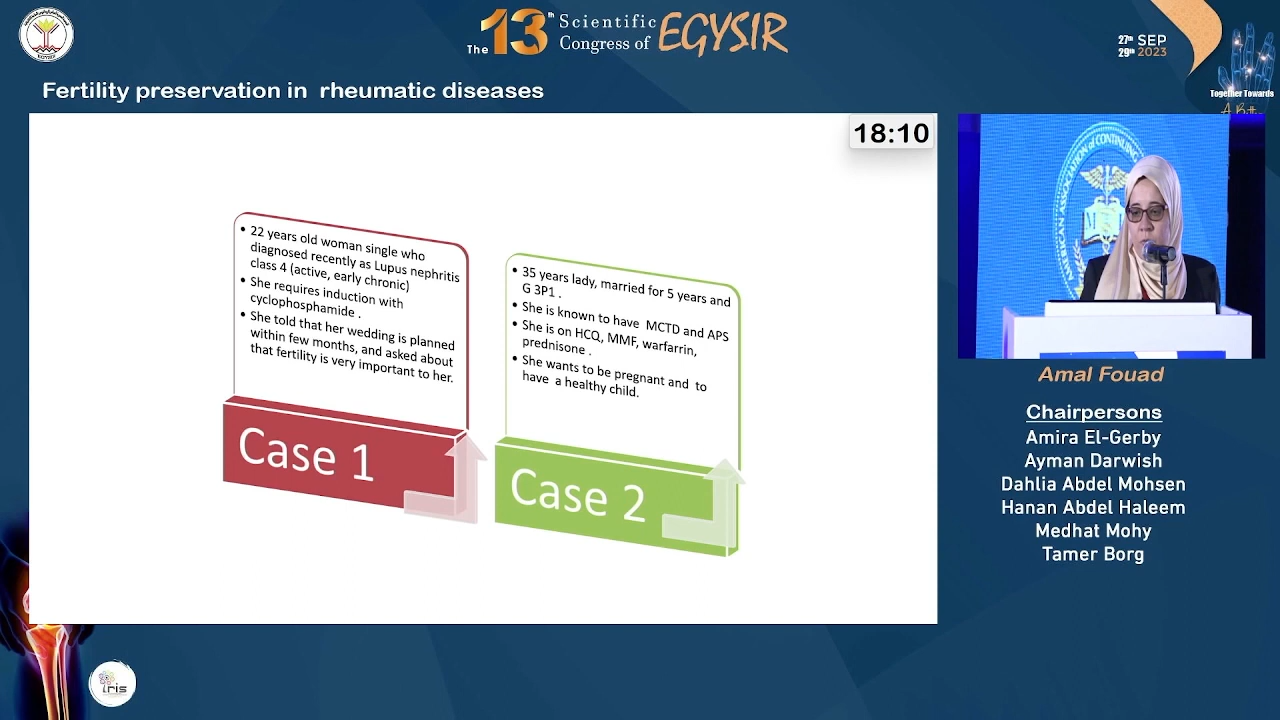 The 13th Scientific Congress of EGYSIR
27th SEP
29th 2023
Together Towards
Fertility preservation in rheumatic diseases
18:10
• 22 years old woman single who
diagnosed recently as Lupus nephritis
class 4 (active, early chronic)
• She requires induction with
cyclophosphamide .
• She told that her wedding is planned
within few months, and asked about
that fertility is very important to her.
Case 1
• 35 years lady, married for 5 years and
G 3P1 .
• She is known to have MCTD and APS
• She is on HCQ, MMF, warfarrin,
prednisone .
• She wants to be pregnant and to
have a healthy child.
Case 2
Amal Fouad
Chairpersons
Amira El-Gerby
Ayman Darwish
Dahlia Abdel Mohsen
Hanan Abdel Haleem
Medhat Mohy
Tamer Borg
iris